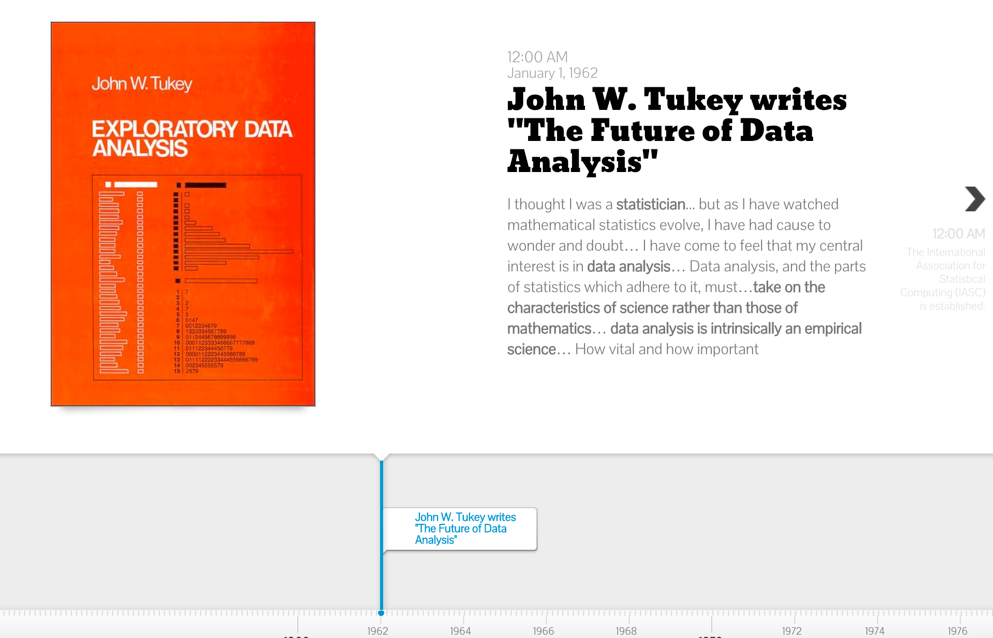 John W. Tukey
EXPLORATORY DATA
ANALYSIS
12:00 AM
January 1, 1962
John W. Tukey writes
"The Future of Data
Analysis"
I thought I was a statistician... but as I have watched
mathematical statistics evolve, I have had cause to
wonder and doubt… I have come to feel that my central
interest is in data analysis… Data analysis, and the parts
of statistics which adhere to it, must…take on the
characteristics of science rather than those of
mathematics… data analysis is intrinsically an empirical
science… How vital and how important
12:00 AM
The International
Association for
Statistical
Computing (IASC)
is established.
John W. Tukey writes
"The Future of Data
Analysis"
1962 1964 1966 1968 1972 1974 1976